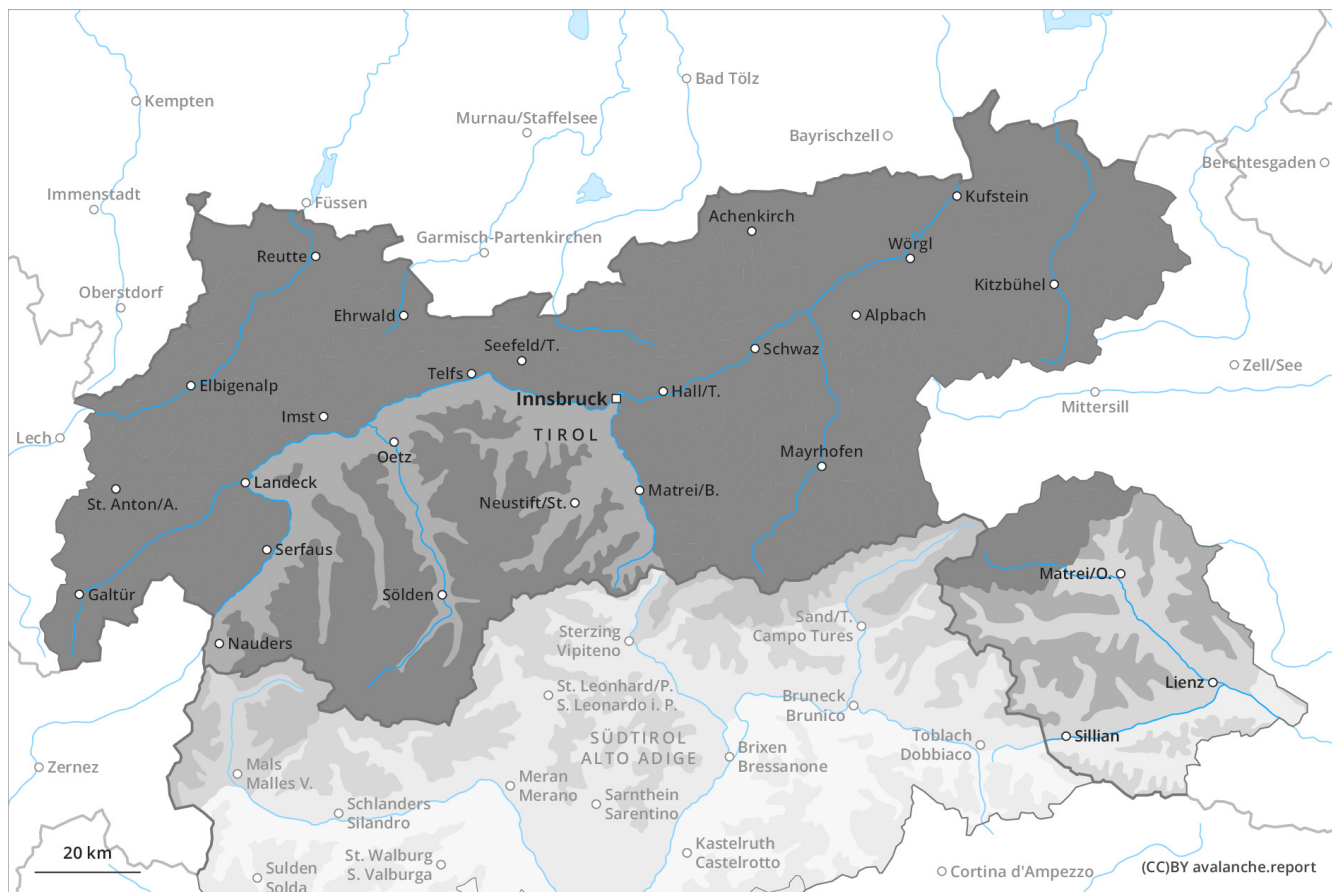 Bad Tölz
Kempten
Murnau/Staffelsee
Bayrischzell
Berchtesgaden
Immenstadt
Füssen
Kufstein
Achenkirch
Garmisch-Partenkirchen
Wörgl
Reutte
Kitzbühel
Oberstdorf
Ehrwald
Alpbach
Seefeld/T.
Schwaz
Zell/See
Telfs
Elbigenalp
Innsbruck
Hall/T.
Mittersill
Imst
TIROL
Lech
Oetz
Mayrhofen
Landeck
Matrei/B.
St. Anton/A.
Neustift/St.
Serfaus
Matrei/O.
Galtür
Sölden
Sand/T.
Campo Tures
Sterzing
Vipiteno
Nauders
Lienz
St. Leonhard/P.
S. Leonardo i. P.
Bruneck
Brunico
Sillian
SÜDTIROL
ALTO ADIGE
Toblach
Dobbiaco
Brixen
Bressanone
Zernez
Mals
Malles V.
Meran
Merano
Sarnthein
Sarentino
Schlanders
Silandro
Kastelruth
Castelrotto
20 km
St. Walburg
S. Valburga
Sulden
Solda
Cortina d'Ampezzo
(CC)BY avalanche.report